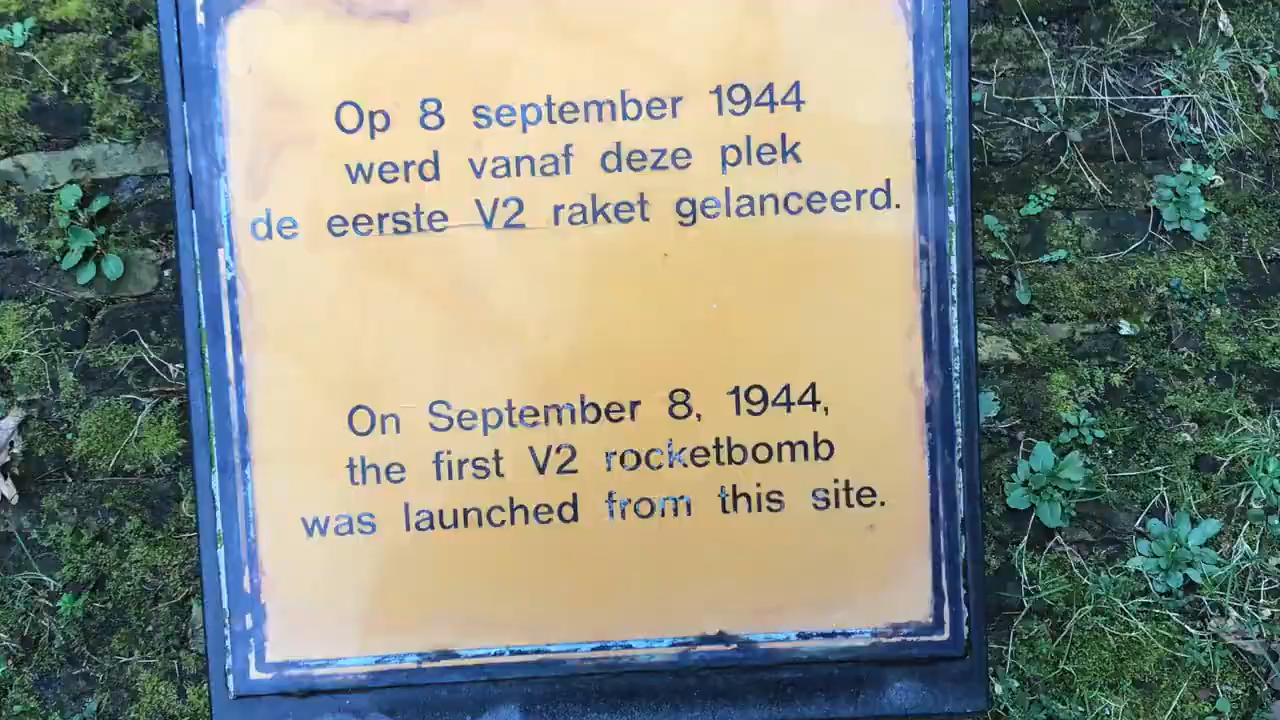 Op 8 september 1944
werd vanaf deze plek
de eerste V2 raket gelanceerd.
On September 8, 1944,
the first V2 rocketbomb
was launched from this site.